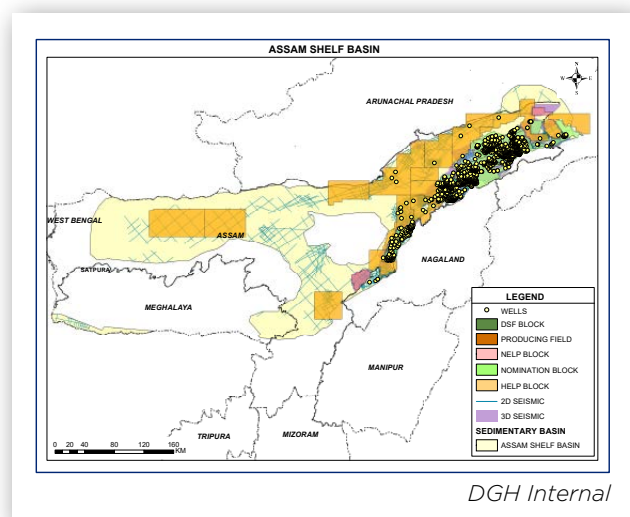 ASSAM SHELF BASIN
N
W E
S
ARUNACHAL PRADESH
WEST BENGAL
ASSAM
NAGALAND
SATPURA
MEGHALAYA
MANIPUR
TRIPURA
MIZORAM
0 20 40 80 120 160
KM
LEGEND
WELLS
DSF BLOCK
PRODUCING FIELD
NELP BLOCK
NOMINATION BLOCK
HELP BLOCK
2D SEISMIC
3D SEISMIC
SEDIMENTARY BASIN
ASSAM SHELF BASIN
DGH Internal